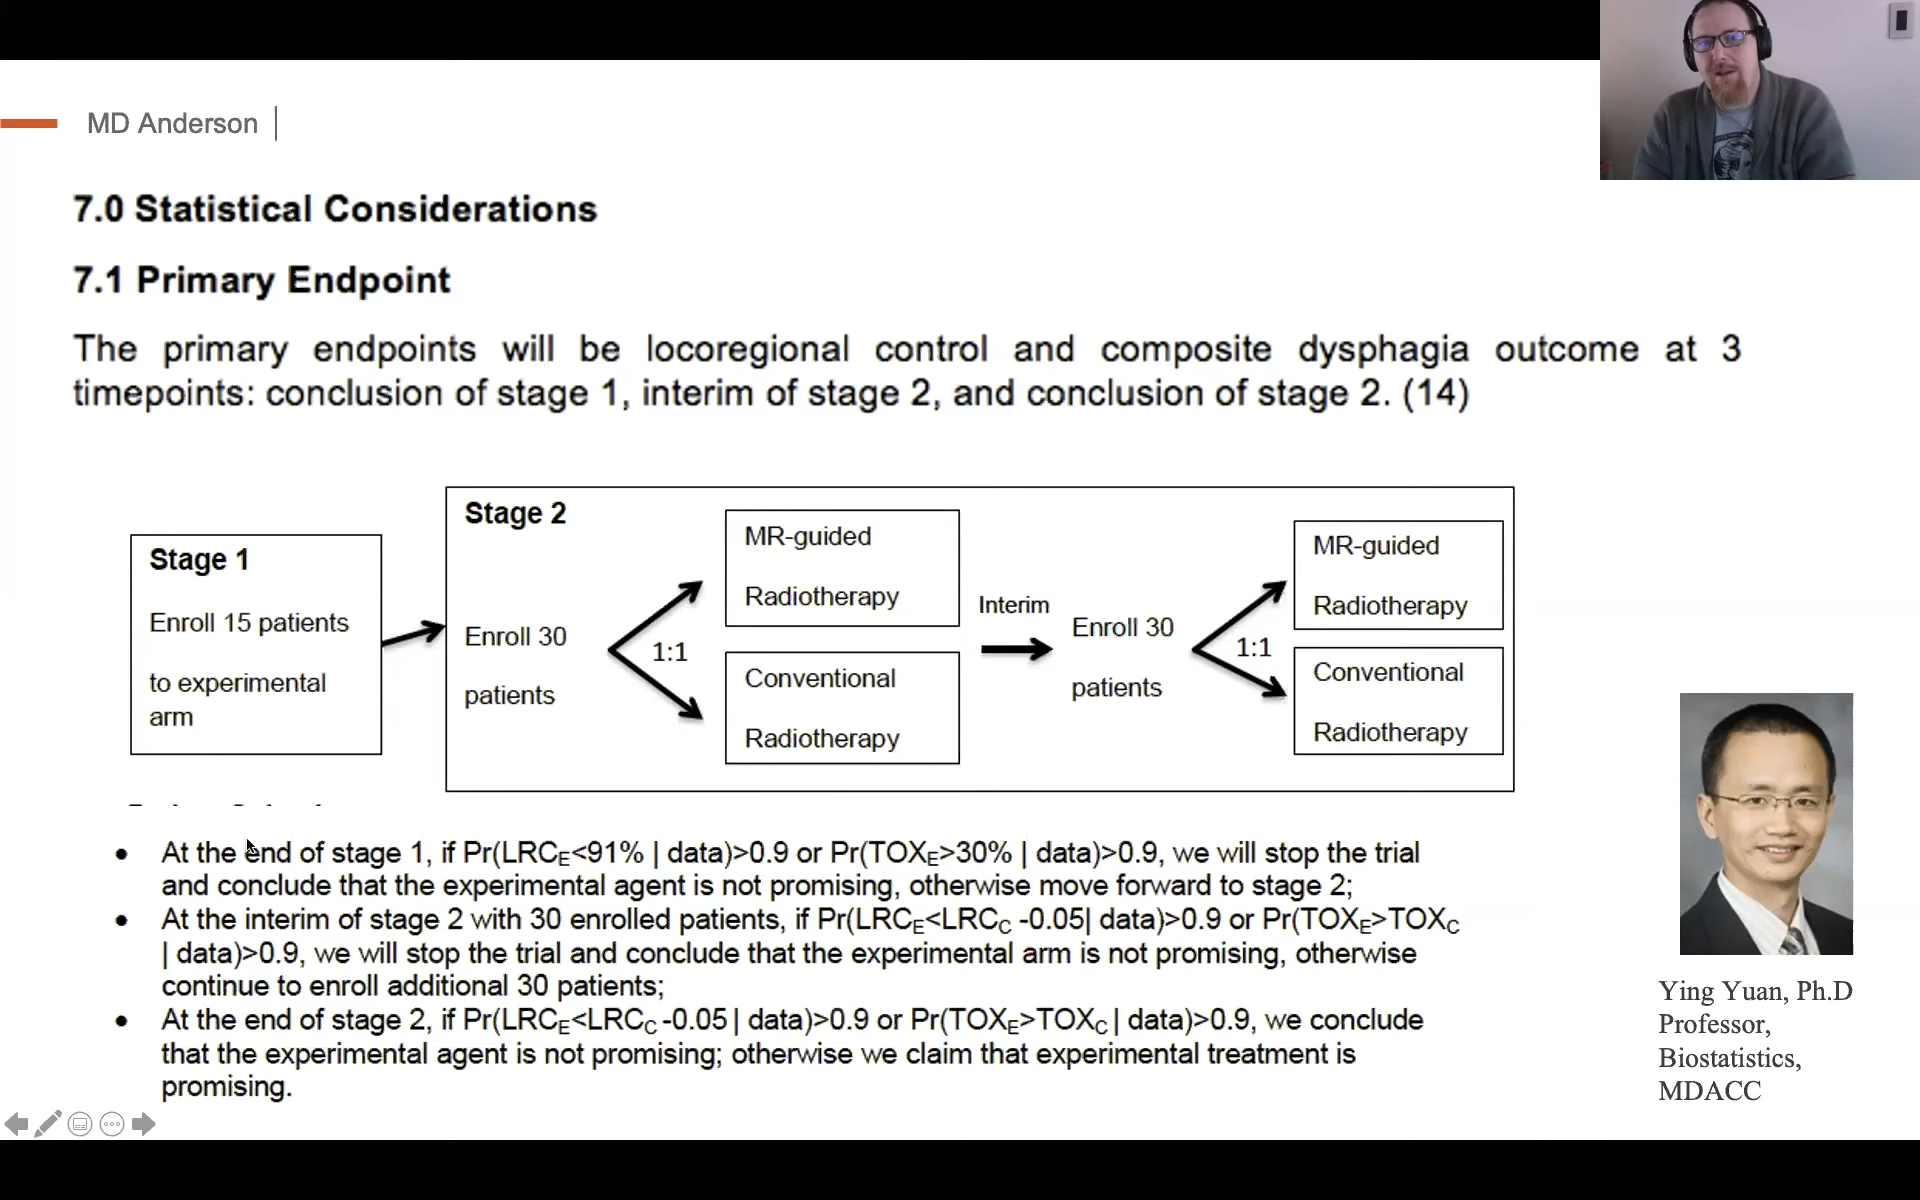 MD Anderson
7.0 Statistical Considerations
7.1 Primary Endpoint
The primary endpoints will be locoregional control and composite dysphagia outcome at 3
timepoints: conclusion of stage 1, interim of stage 2, and conclusion of stage 2. (14)
Stage 1
Enroll 15 patients
to experimental
arm
Stage 2
Enroll 30
patients
1:1
MR-guided
Radiotherapy
Conventional
Radiotherapy
Interim
Enroll 30
patients
1:1
MR-guided
Radiotherapy
Conventional
Radiotherapy
• At the end of stage 1, if Pr(LRCE<91% | data)>0.9 or Pr(TOXE>30% | data)>0.9, we will stop the trial
and conclude that the experimental agent is not promising, otherwise move forward to stage 2;
• At the interim of stage 2 with 30 enrolled patients, if Pr(LRCE<LRCC -0.05| data)>0.9 or Pr(TOXE>TOXC
| data)>0.9, we will stop the trial and conclude that the experimental arm is not promising, otherwise
continue to enroll additional 30 patients;
• At the end of stage 2, if Pr(LRCE<LRCC -0.05 | data)>0.9 or Pr(TOXE>TOXC | data)>0.9, we conclude
that the experimental agent is not promising; otherwise we claim that experimental treatment is
promising.
Ying Yuan, Ph.D
Professor,
Biostatistics,
MDACC